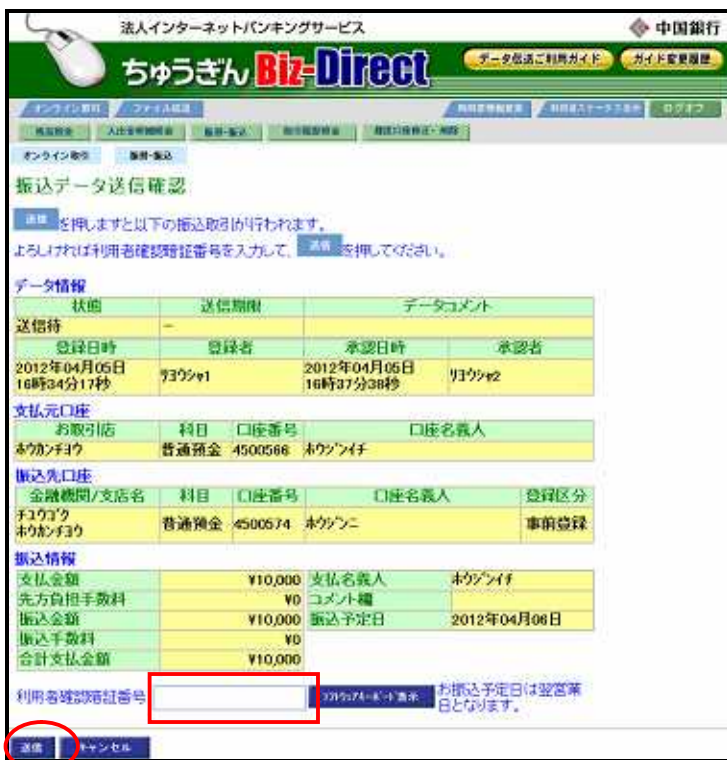 法人インターネットバンキングサービス
中国銀行
ちゅうぎん Biz-Direct
データ伝送ご利用ガイド
ガイド変更履歴
オンライン取引
ファイル伝送
ログオフ
オンライン取引 振替・振込
振込データ送信確認
送信 を押しますと以下の振込取引が行われます。
よろしければ利用者確認暗証番号を入力して、 送信 を押してください。
データ情報
状態 送信期限 データコメント
送信待 －
登録日時 登録者 承認日時 承認者
2012年04月05日 16時34分17秒 ﾘﾖｳｼｬ1 2012年04月05日 16時37分38秒 ﾘﾖｳｼｬ2
支払元口座
お取引店 科目 口座番号 口座名義人
ﾎｳｶﾝﾁﾖｳ 普通預金 4500566 ﾎｳｼﾞﾝｲﾁ
振込先口座
金融機関/支店名 科目 口座番号 口座名義人 登録区分
ﾁﾕｳｺﾞｸ
ﾎｳｶﾝﾁﾖｳ 普通預金 4500574 ﾎｳｼﾞﾝﾆ 事前登録
振込情報
支払金額 ¥10,000 支払名義人 ﾎｳｼﾞﾝｲﾁ
先方負担手数料 ¥0 コメント欄
振込金額 ¥10,000 振込予定日 2012年04月06日
振込手数料 ¥0
合計支払金額 ¥10,000
利用者確認暗証番号 ｿﾌﾄｳｪｱｷｰﾎﾞｰﾄﾞ表示 お振込予定日は翌営業
日となります。
送信 キャンセル